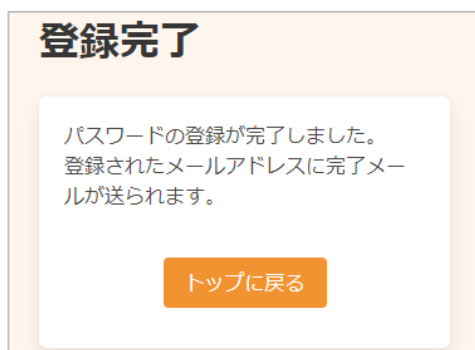 登録完了
パスワードの登録が完了しました。
登録されたメールアドレスに完了メー
ルが送られます。
トップに戻る